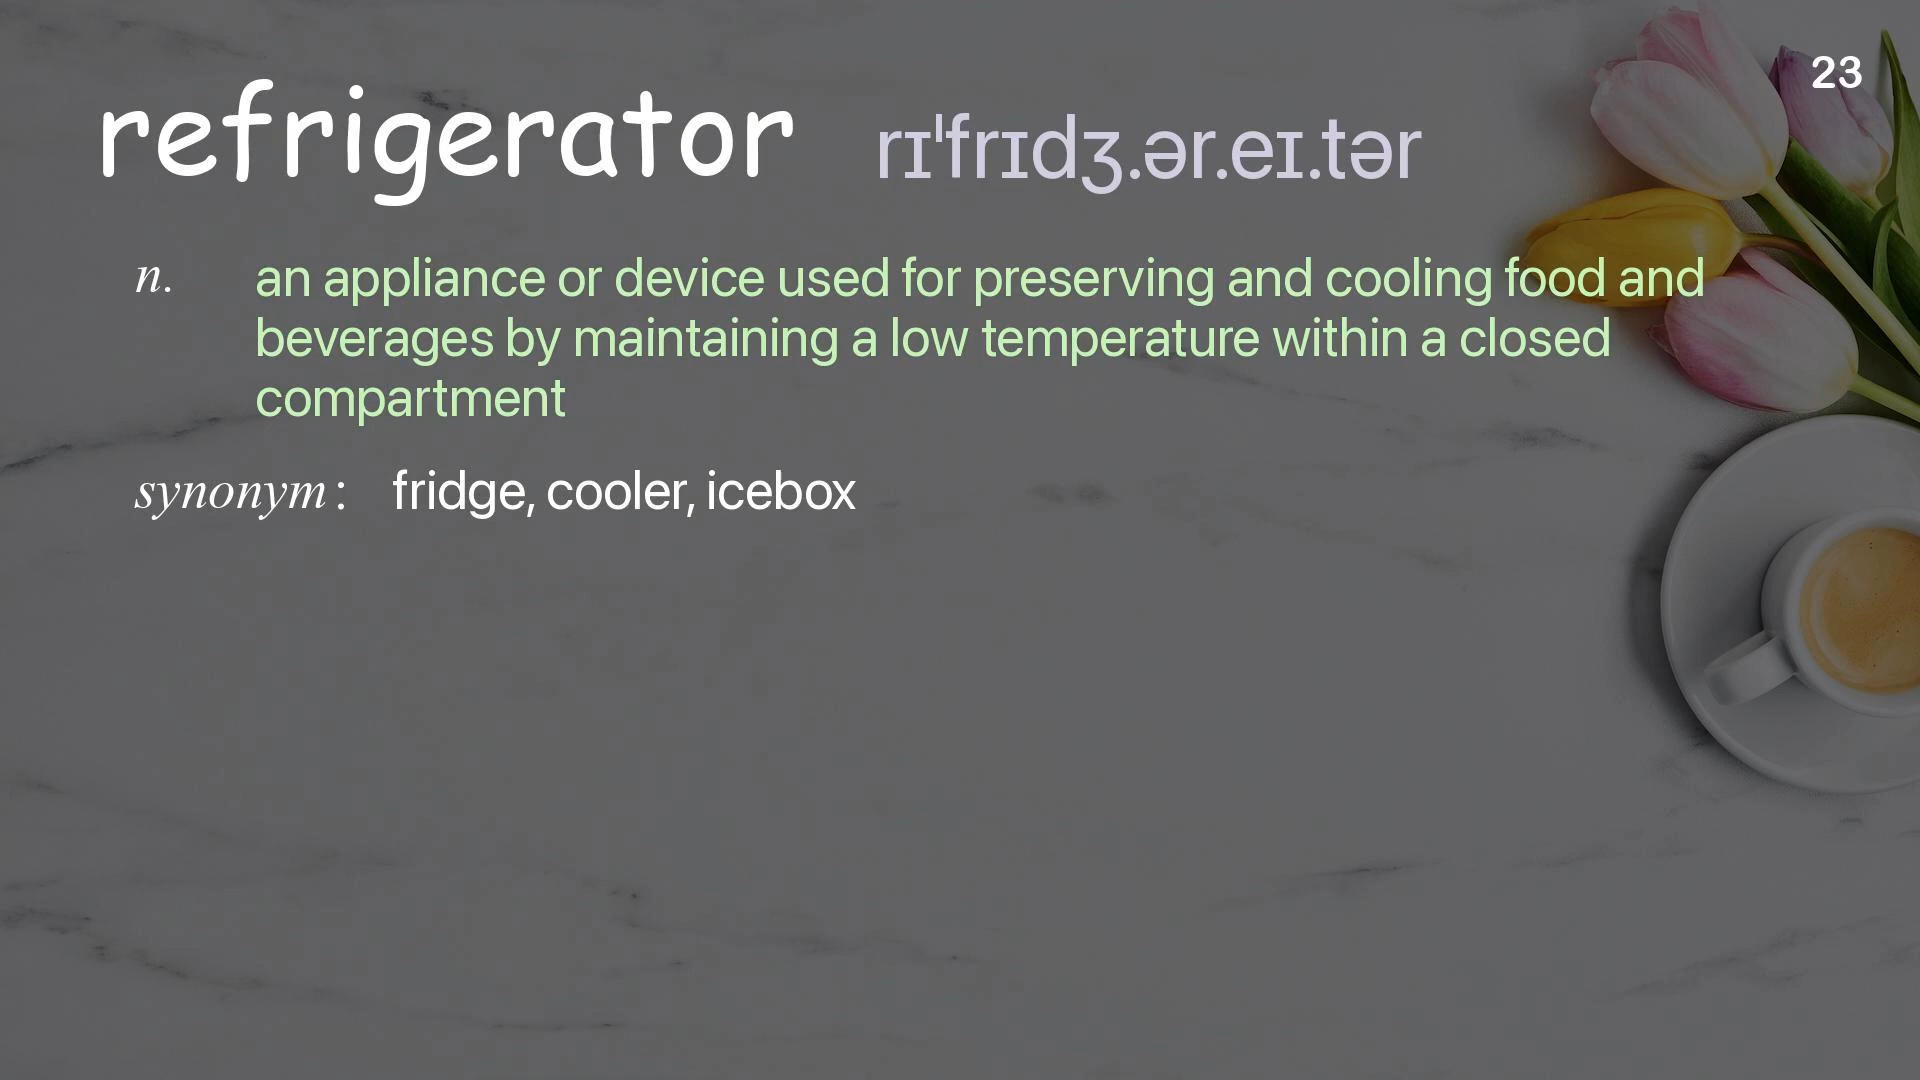 23
refrigerator rɪˈfrɪdʒ.ər.eɪ.tər
n. an appliance or device used for preserving and cooling food and
beverages by maintaining a low temperature within a closed
compartment
synonym: fridge, cooler, icebox